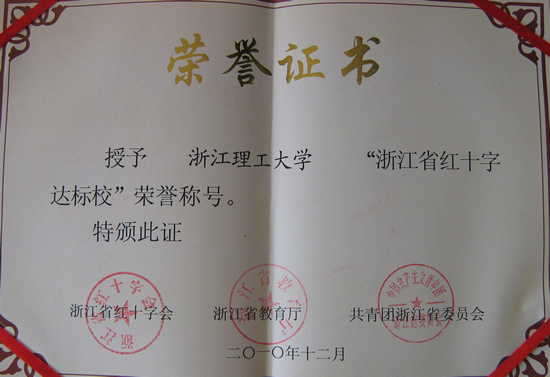 荣誉证书
授予 浙江理工大学 “浙江省红十字
达标校”荣誉称号。
特颁此证
浙江省红十字会 浙江省教育厅 共青团浙江省委员会
二〇一〇年十二月